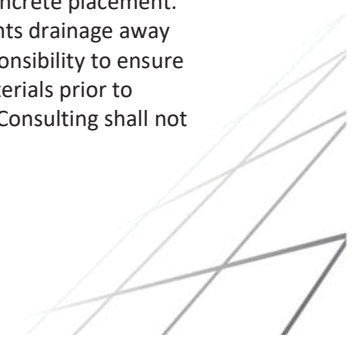 ncrete placement.
nts drainage away
onsibility to ensure
erials prior to
Consulting shall not